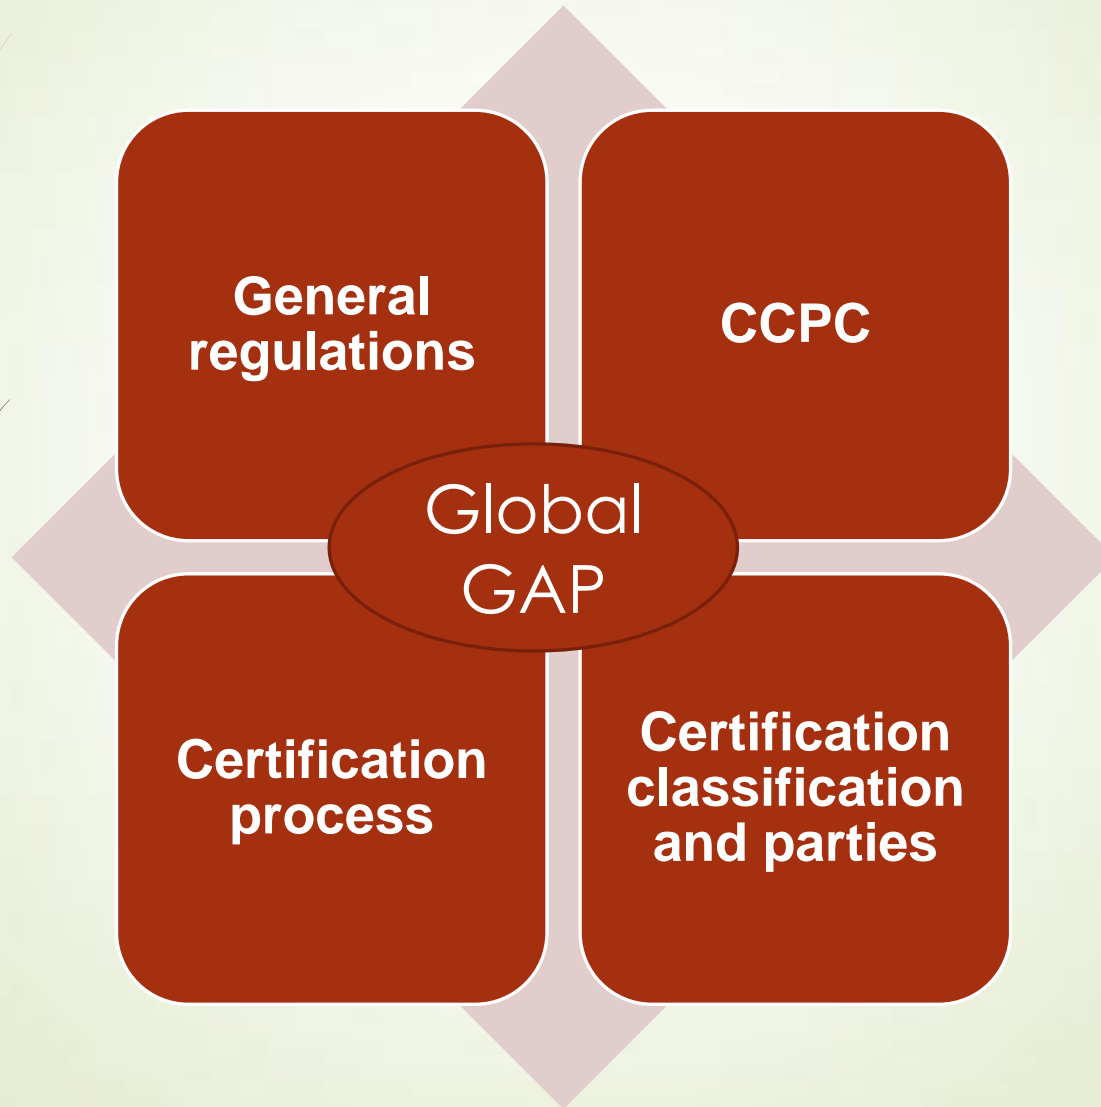 General
regulations
CCPC
Global
GAP
Certification
process
Certification
classification
and parties